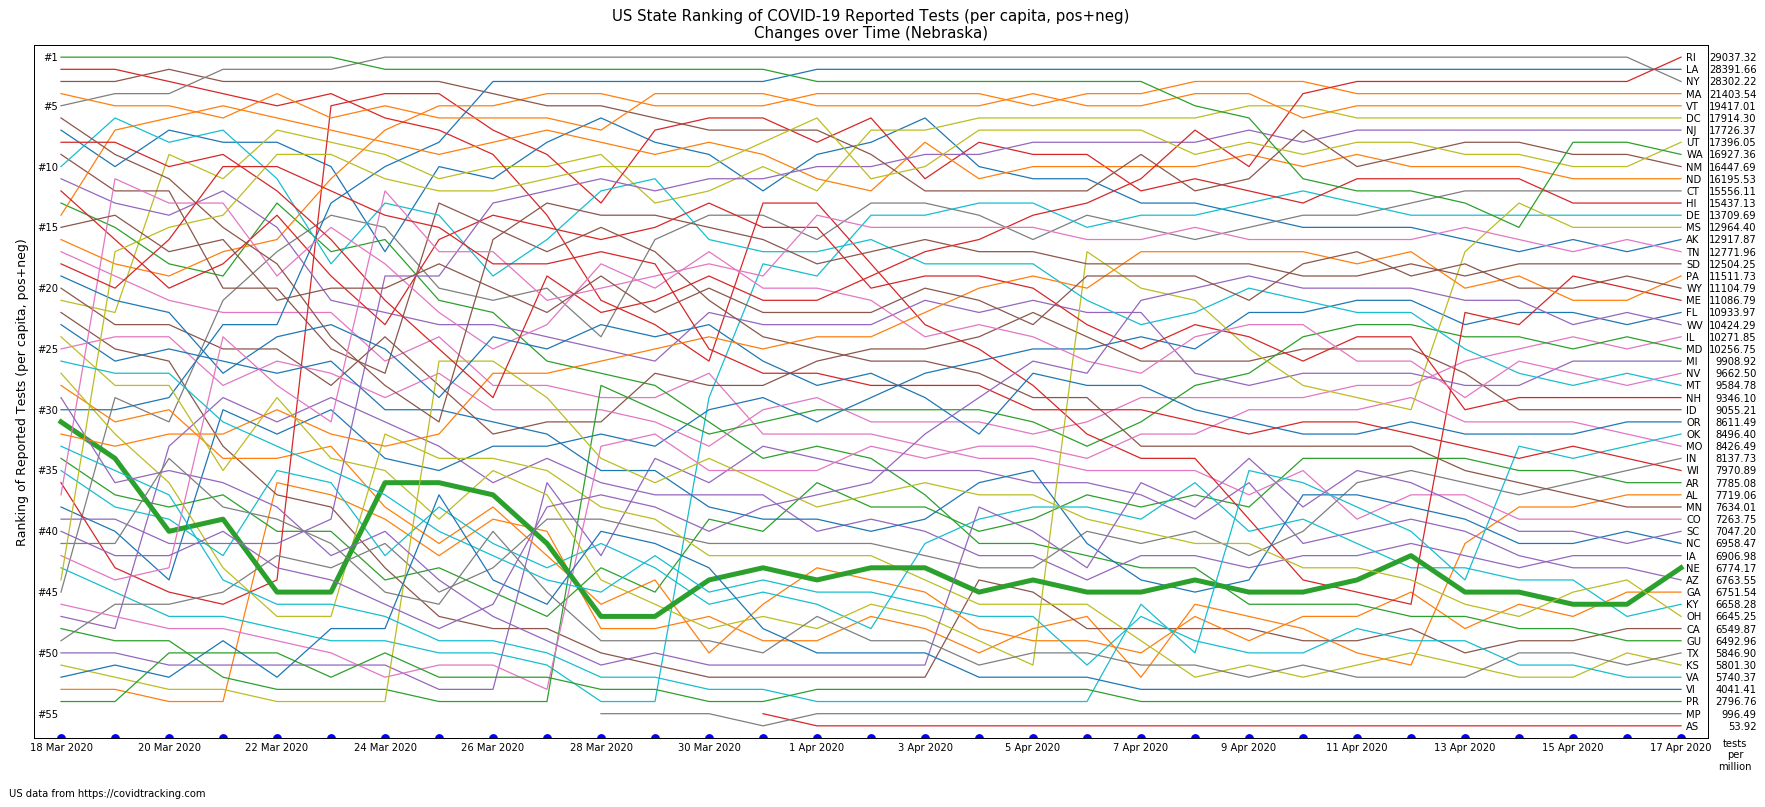 US State Ranking of COVID-19 Reported Tests (per capita, pos+neg)
Changes over Time (Nebraska)
Ranking of Reported Tests (per capita, pos+neg)
#1
#5
#10
#15
#20
#25
#30
#35
#40
#45
#50
#55
RI 29037.32
LA 28391.66
NY 28302.22
MA 21403.54
VT 19417.01
DC 17914.30
NJ 17726.37
UT 17396.05
WA 16927.36
NM 16447.69
ND 16195.53
CT 15556.11
HI 15437.13
DE 13709.69
MS 12964.40
AK 12917.87
TN 12771.96
SD 12504.25
PA 11511.73
WY 11104.79
ME 11086.79
FL 10933.97
WV 10424.29
IL 10271.85
MD 10256.75
MI 9908.92
NV 9662.50
MT 9584.78
NH 9346.10
ID 9055.21
OR 8611.49
OK 8496.40
MO 8426.49
IN 8137.73
WI 7970.89
AR 7785.08
AL 7719.06
MN 7634.01
CO 7263.75
SC 7047.20
NC 6958.47
IA 6906.98
NE 6774.17
AZ 6763.55
GA 6751.54
KY 6658.28
OH 6645.25
CA 6549.87
GU 6492.96
TX 5846.90
KS 5801.30
VA 5740.37
VI 4041.41
PR 2796.76
MP 996.49
AS 53.92
18 Mar 2020 20 Mar 2020 22 Mar 2020 24 Mar 2020 26 Mar 2020 28 Mar 2020 30 Mar 2020 1 Apr 2020 3 Apr 2020 5 Apr 2020 7 Apr 2020 9 Apr 2020 11 Apr 2020 13 Apr 2020 15 Apr 2020 17 Apr 2020
tests
per
million
US data from https://covidtracking.com